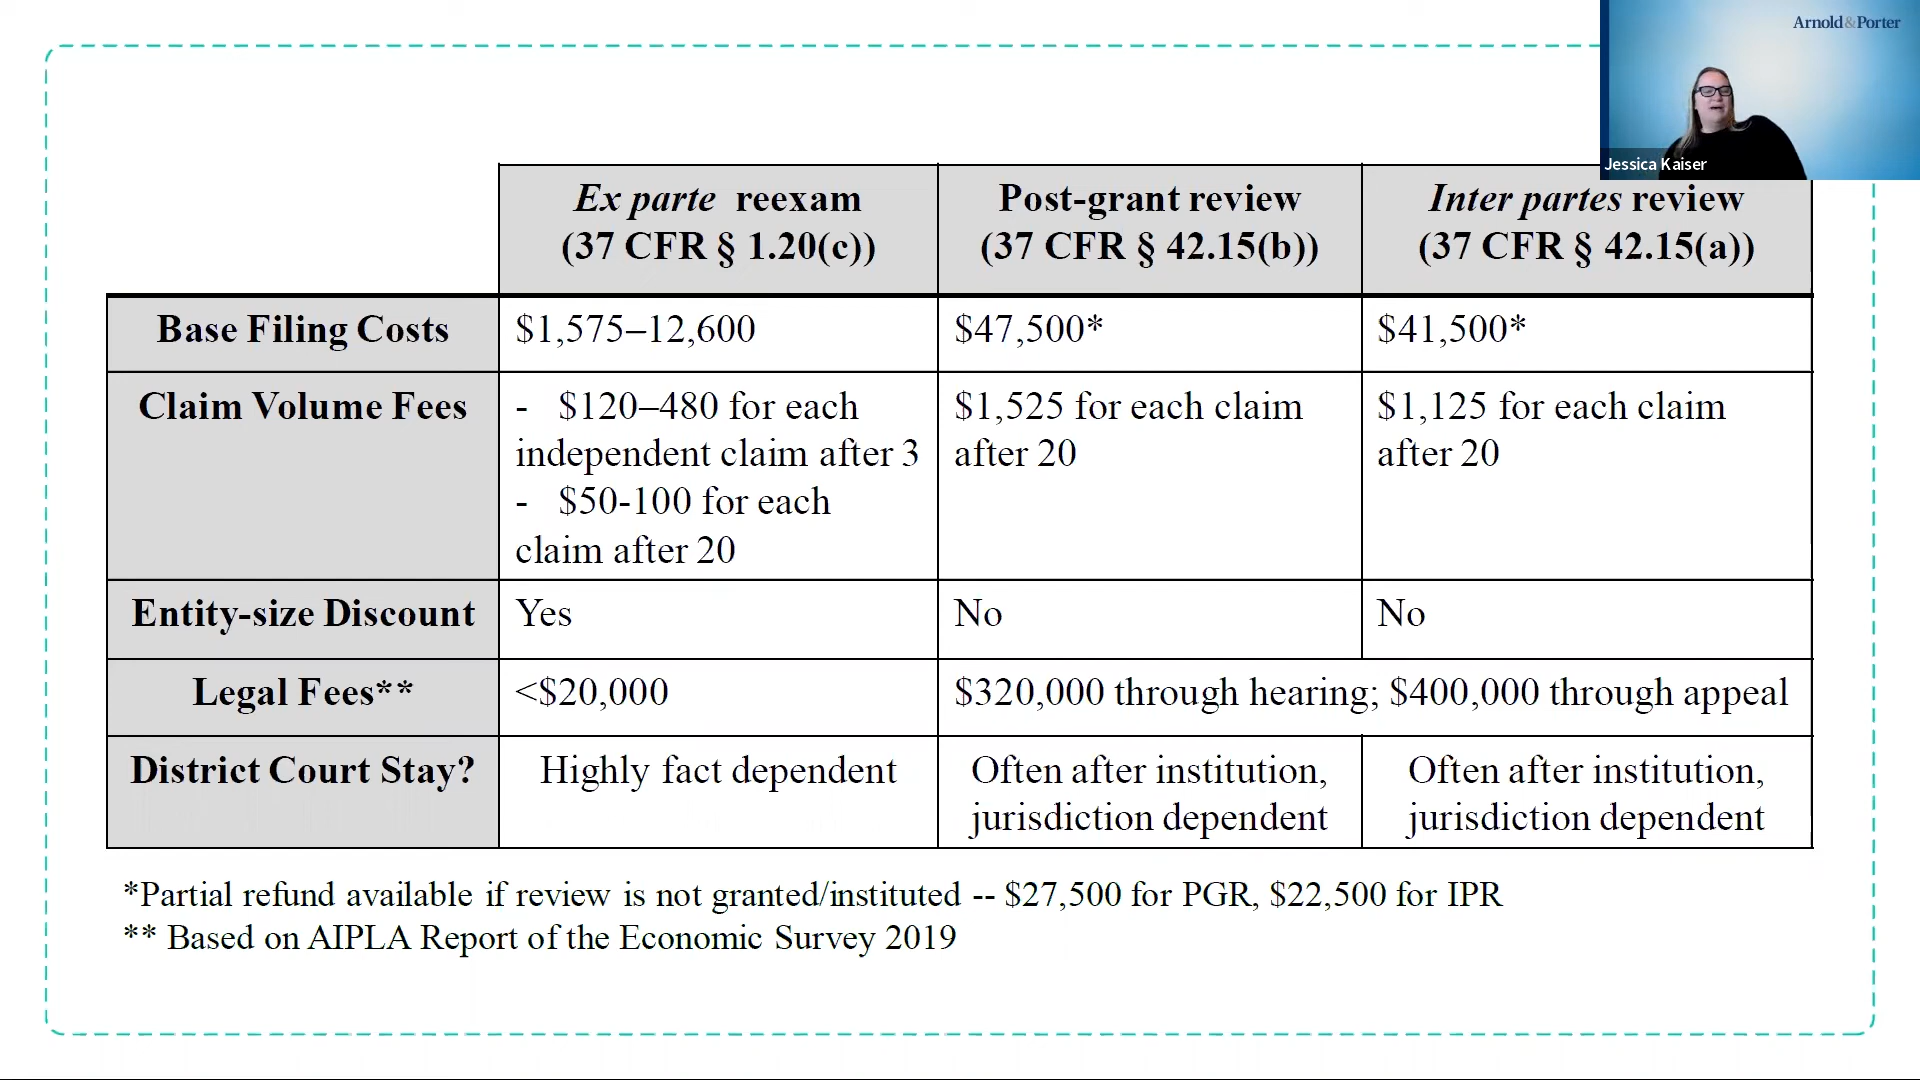 Arnold&Porter
Jessica Kaiser
Ex parte reexam
(37 CFR § 1.20(c))
Post-grant review
(37 CFR § 42.15(b))
Inter partes review
(37 CFR § 42.15(a))
Base Filing Costs
$1,575–12,600
$47,500*
$41,500*
Claim Volume Fees
- $120–480 for each
independent claim after 3
- $50-100 for each
claim after 20
$1,525 for each claim
after 20
$1,125 for each claim
after 20
Entity-size Discount
Yes
No
No
Legal Fees**
<$20,000
$320,000 through hearing; $400,000 through appeal
District Court Stay?
Highly fact dependent
Often after institution,
jurisdiction dependent
Often after institution,
jurisdiction dependent
*Partial refund available if review is not granted/instituted -- $27,500 for PGR, $22,500 for IPR
** Based on AIPLA Report of the Economic Survey 2019